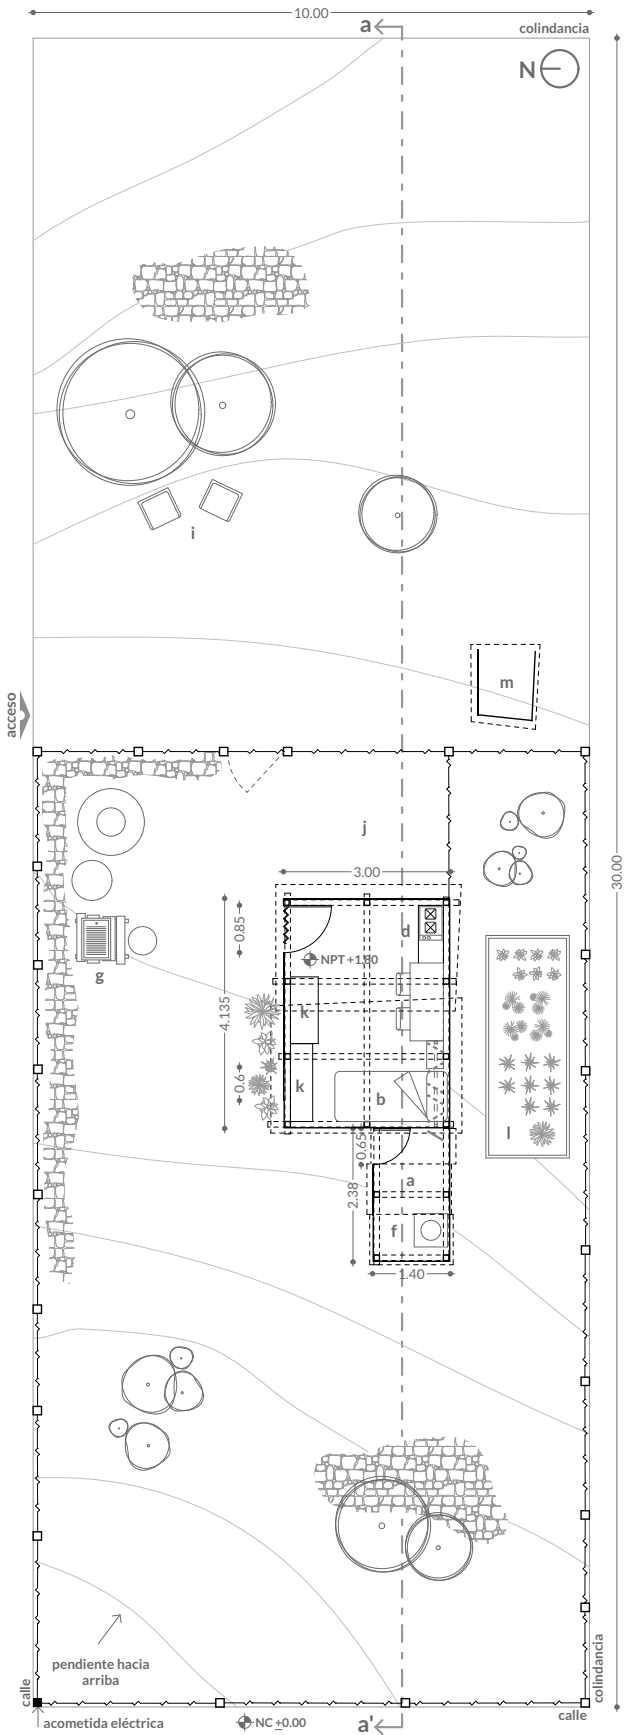 10.00
a
colindancia
N
i
m
acceso
j
3.00
30.00
0.85
d
NPT +1.80
g
k
4.135
k
0.6
b
l
0.65
a
2.38
f
1.40
pendiente hacia
arriba
calle
colindancia
acometida eléctrica
NC ±0.00
a'
calle